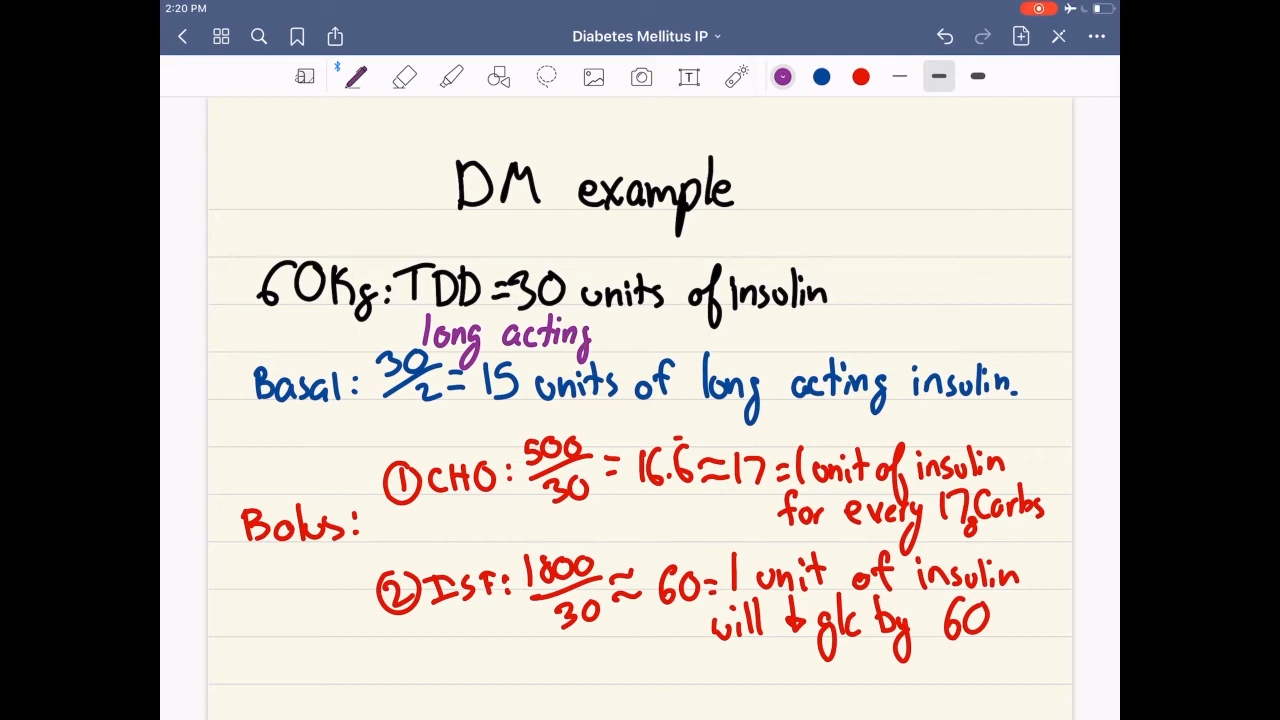 2:20 PM
Diabetes Mellitus IP
T
DM example
60Kg: TDD = 30 units of Insulin
long acting
Basal: 30/2 = 15 units of long acting insulin.
① CHO: 500/30 = 16.6̄ ≈ 17 = 1 unit of insulin
for every 17g Carbs
Bolus:
② ISF: 1800/30 ≈ 60 = 1 unit of insulin
will ↓ glc by 60